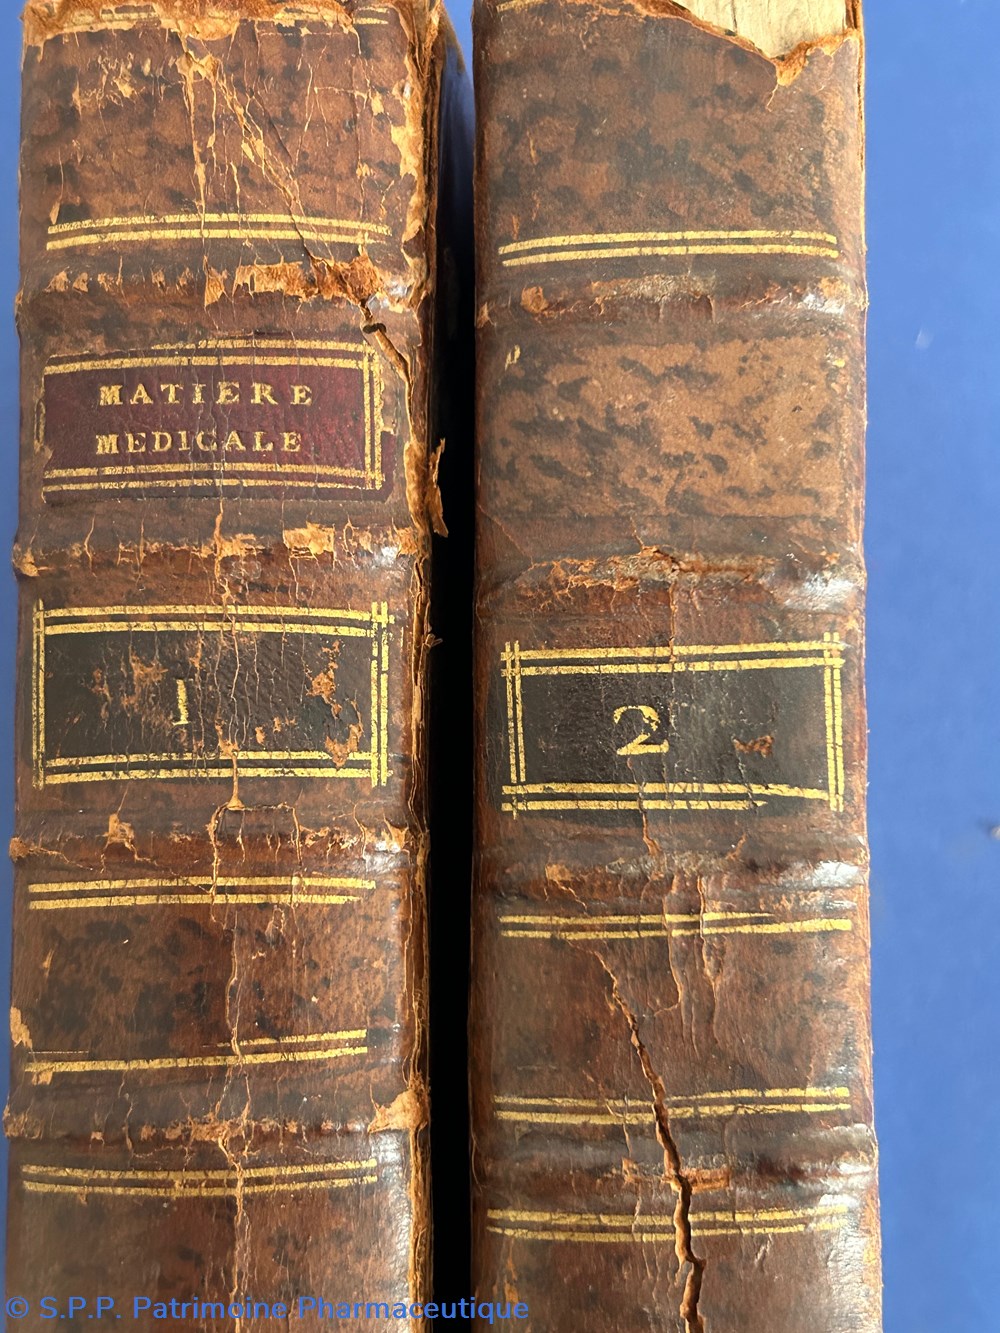 MATIERE
MEDICALE
1
2
© S.P.P. Patrimoine Pharmaceutique